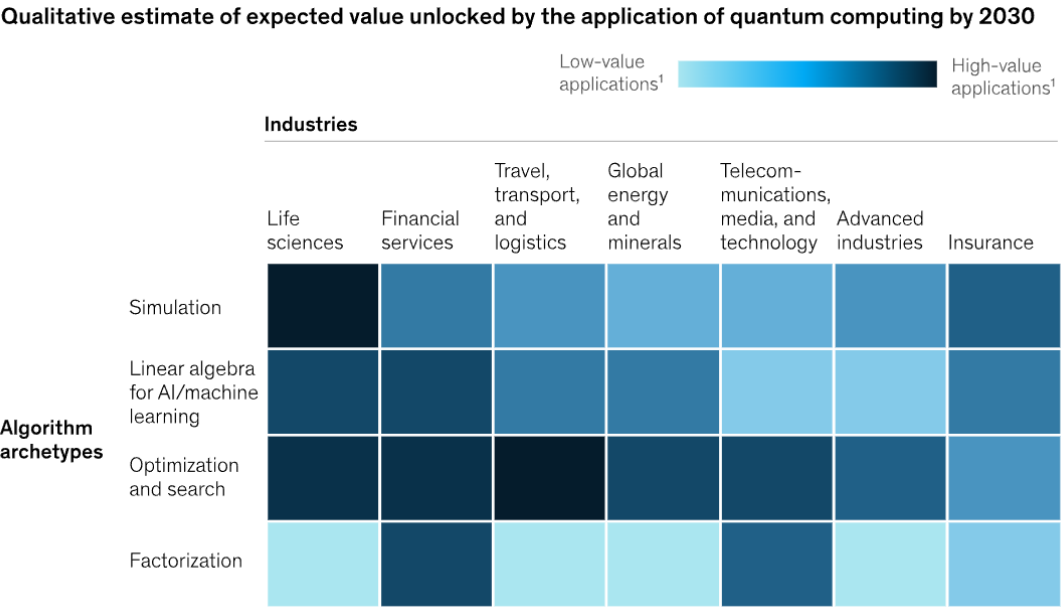 Qualitative estimate of expected value unlocked by the application of quantum computing by 2030
Low-value
applications¹
High-value
applications¹
Industries
Life
sciences
Financial
services
Travel,
transport,
and
logistics
Global
energy
and
minerals
Telecom-
munications,
media, and
technology
Advanced
industries
Insurance
Algorithm
archetypes
Simulation
Linear algebra
for AI/machine
learning
Optimization
and search
Factorization